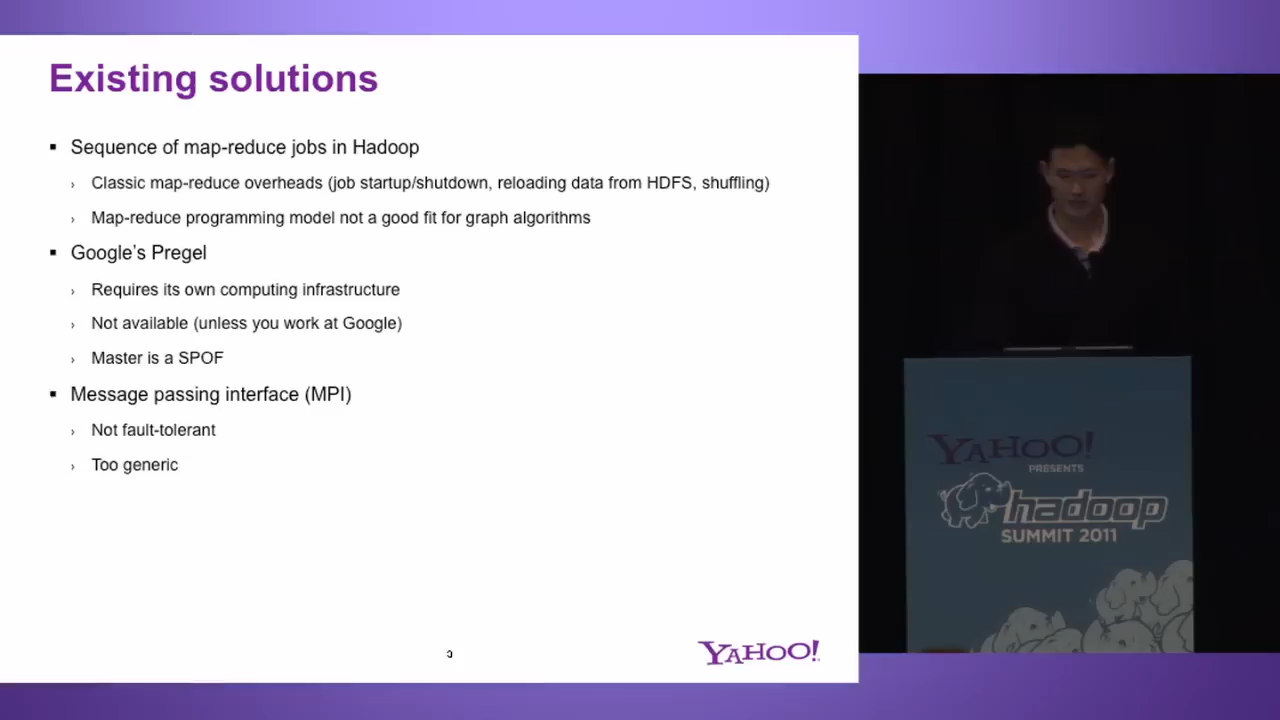 Existing solutions
▪ Sequence of map-reduce jobs in Hadoop
› Classic map-reduce overheads (job startup/shutdown, reloading data from HDFS, shuffling)
› Map-reduce programming model not a good fit for graph algorithms
▪ Google’s Pregel
› Requires its own computing infrastructure
› Not available (unless you work at Google)
› Master is a SPOF
▪ Message passing interface (MPI)
› Not fault-tolerant
› Too generic
3
YAHOO!
YAHOO!
PRESENTS
hadoop
SUMMIT 2011